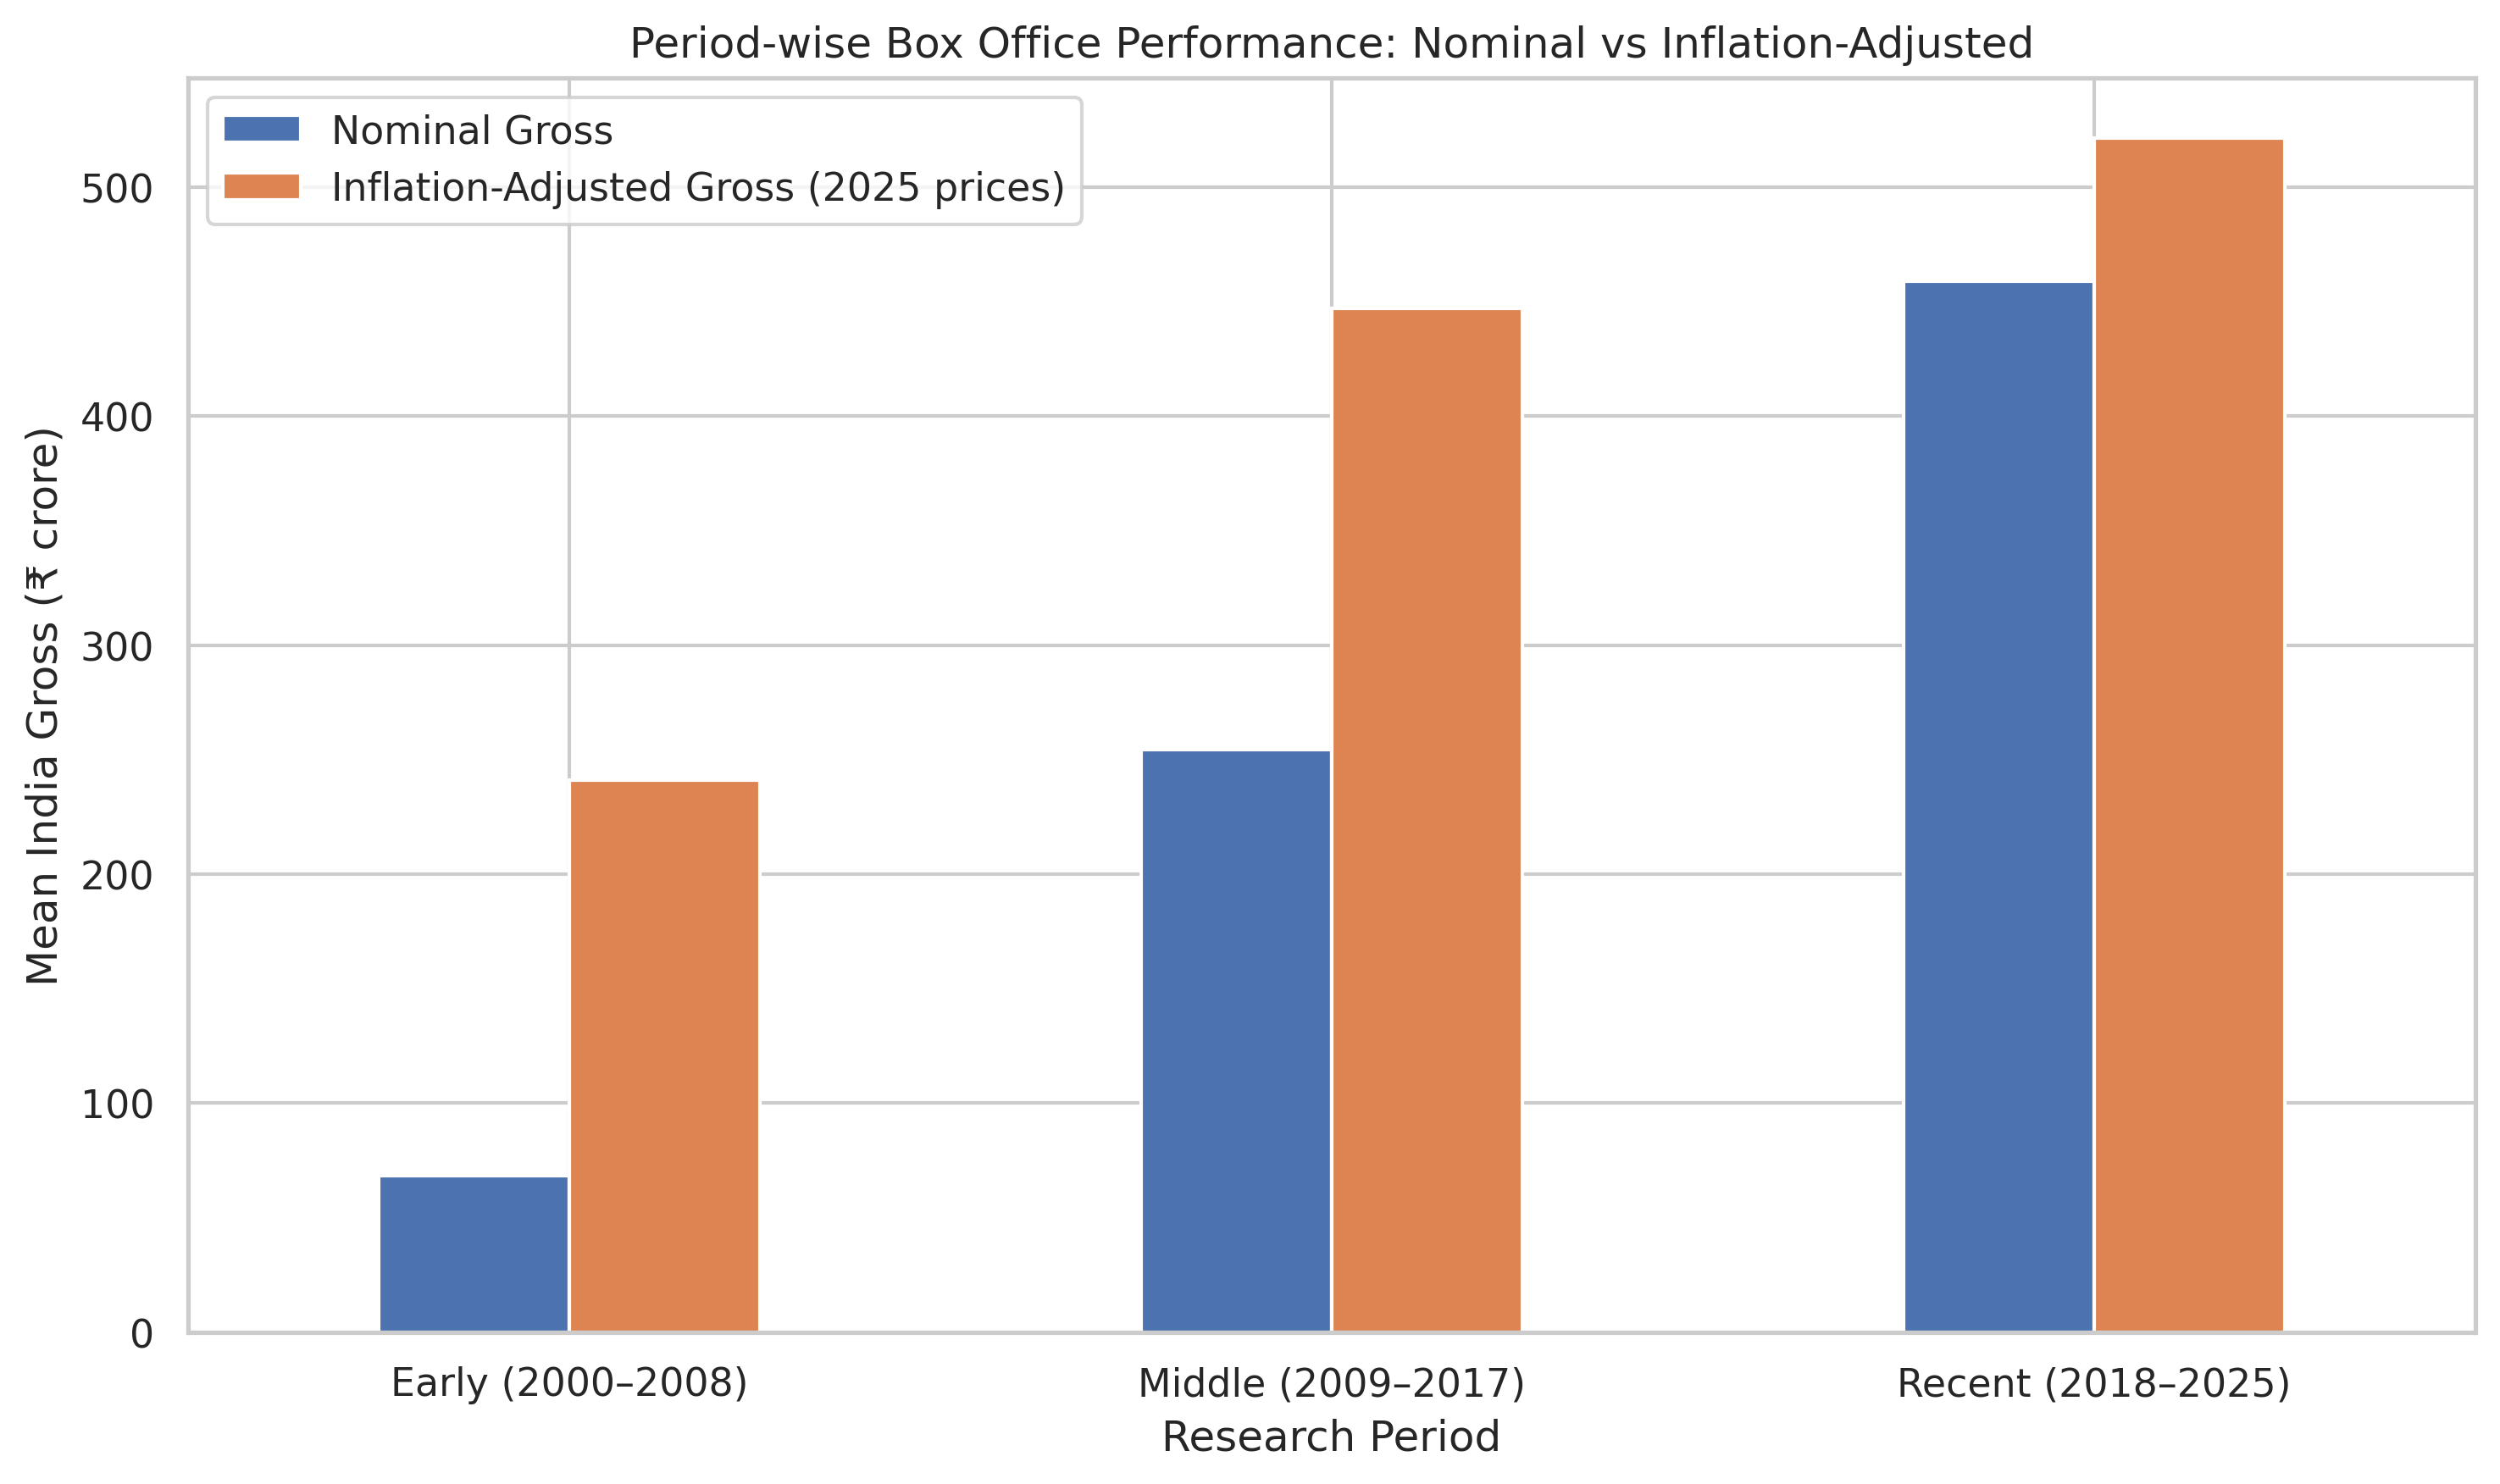 Period-wise Box Office Performance: Nominal vs Inflation-Adjusted
Nominal Gross
Inflation-Adjusted Gross (2025 prices)
Mean India Gross (₹ crore)
500
400
300
200
100
0
Early (2000–2008)
Middle (2009–2017)
Recent (2018–2025)
Research Period